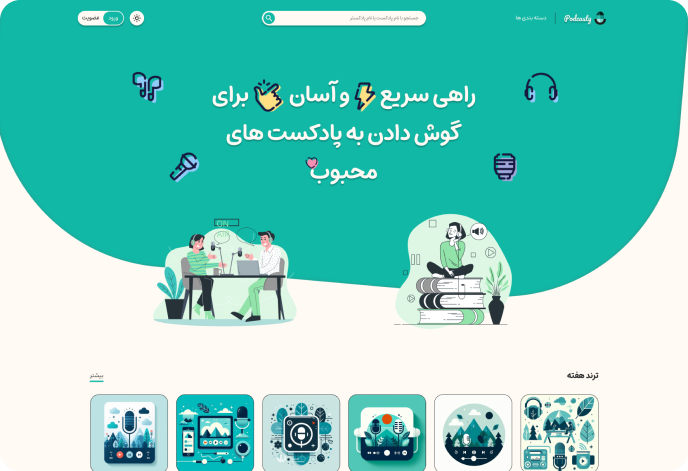 Podcasty
دسته بندی ها
جستجو با نام پادکست یا نام پادکستر
ورود
عضویت
راهی سریع و آسان برای
گوش دادن به پادکست های
محبوب
ترند هفته
بیشتر